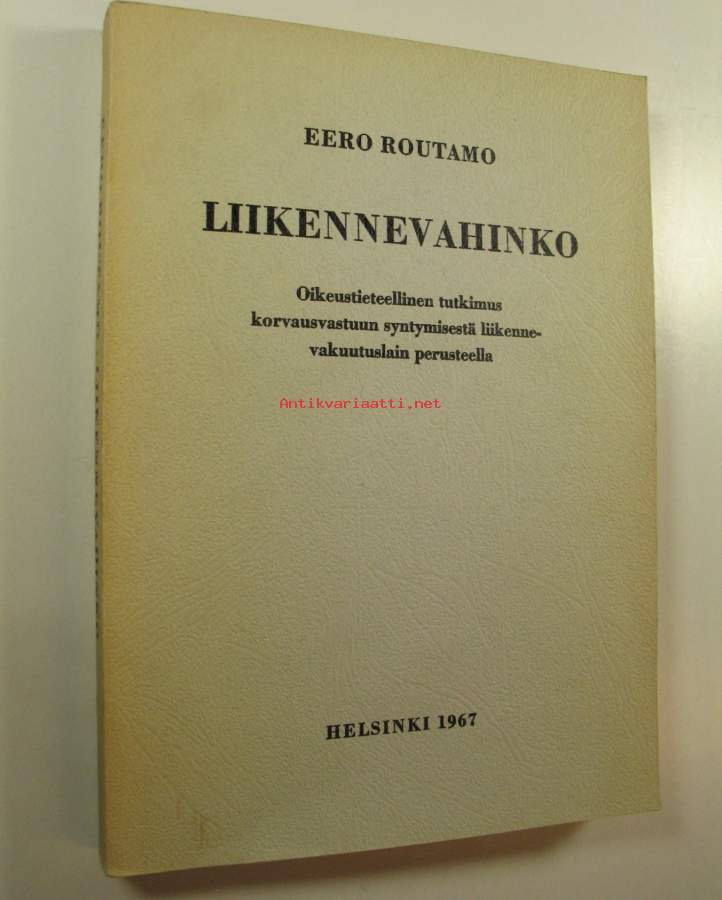 EERO ROUTAMO
LIIKENNEVAHINKO
Oikeustieteellinen tutkimus
korvausvastuun syntymisestä liikenne-
vakuutuslain perusteella
Antikvariaatti.net
HELSINKI 1967